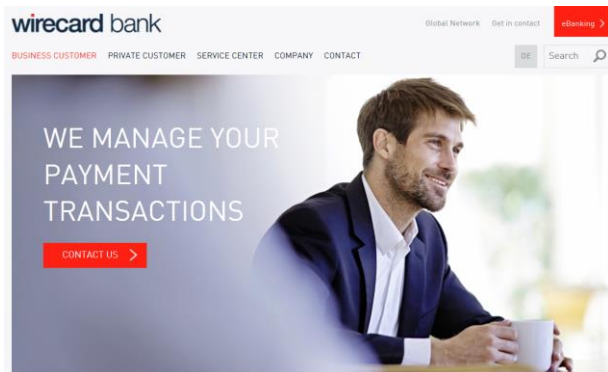 wirecard bank
Global Network Get in contact eBanking
BUSINESS CUSTOMER PRIVATE CUSTOMER SERVICE CENTER COMPANY CONTACT
DE Search
WE MANAGE YOUR
PAYMENT
TRANSACTIONS
CONTACT US